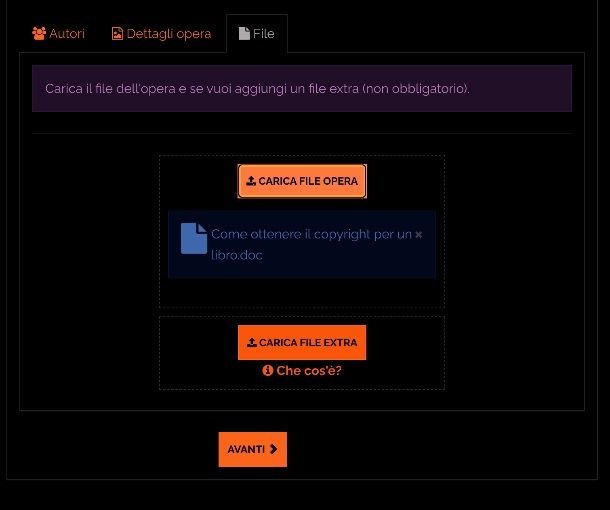 Autori Dettagli opera File
Carica il file dell'opera e se vuoi aggiungi un file extra (non obbligatorio).
CARICA FILE OPERA
Come ottenere il copyright per un ×
libro.doc
CARICA FILE EXTRA
Che cos'è?
AVANTI